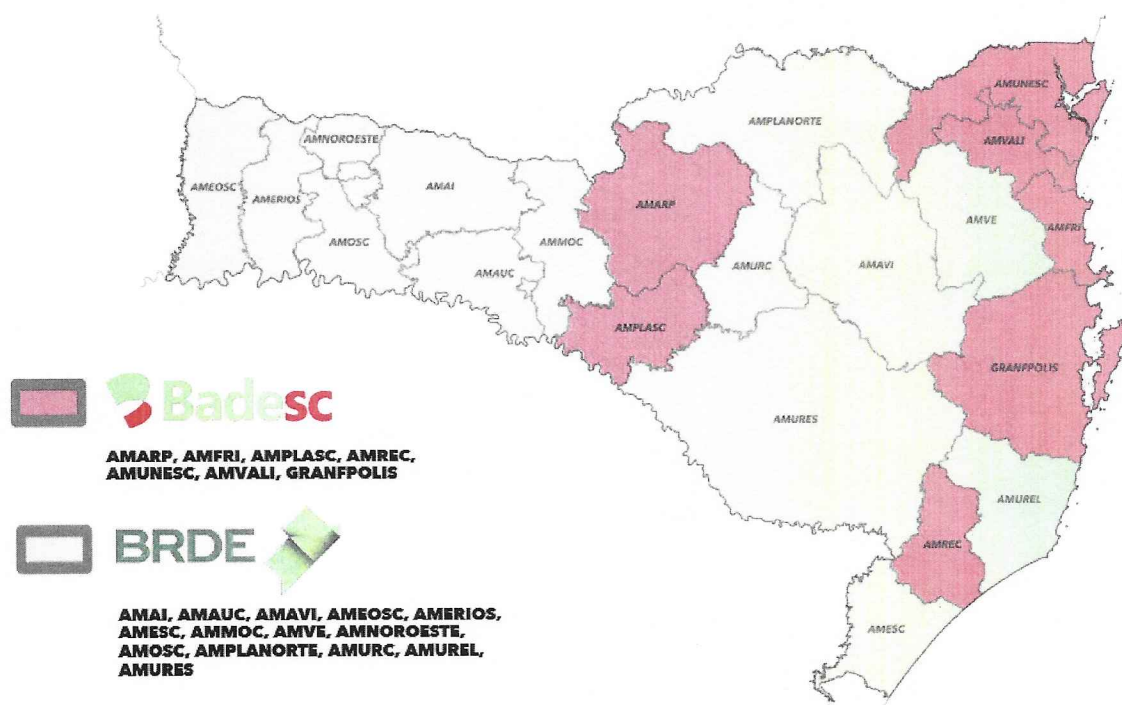 AMUNESC
AMPLANORTE
AMVALI
AMNOROESTE
AMEOSC
AMERIOS
AMAI
AMARP
AMVE
AMFRI
AMOSC
AMMOC
AMURC
AMAVI
AMAUC
AMPLASC
GRANFPOLIS
AMURES
AMUREL
AMREC
AMESC
Badesc
AMARP, AMFRI, AMPLASC, AMREC,
AMUNESC, AMVALI, GRANFPOLIS
BRDE
AMAI, AMAUC, AMAVI, AMEOSC, AMERIOS,
AMESC, AMMOC, AMVE, AMNOROESTE,
AMOSC, AMPLANORTE, AMURC, AMUREL,
AMURES